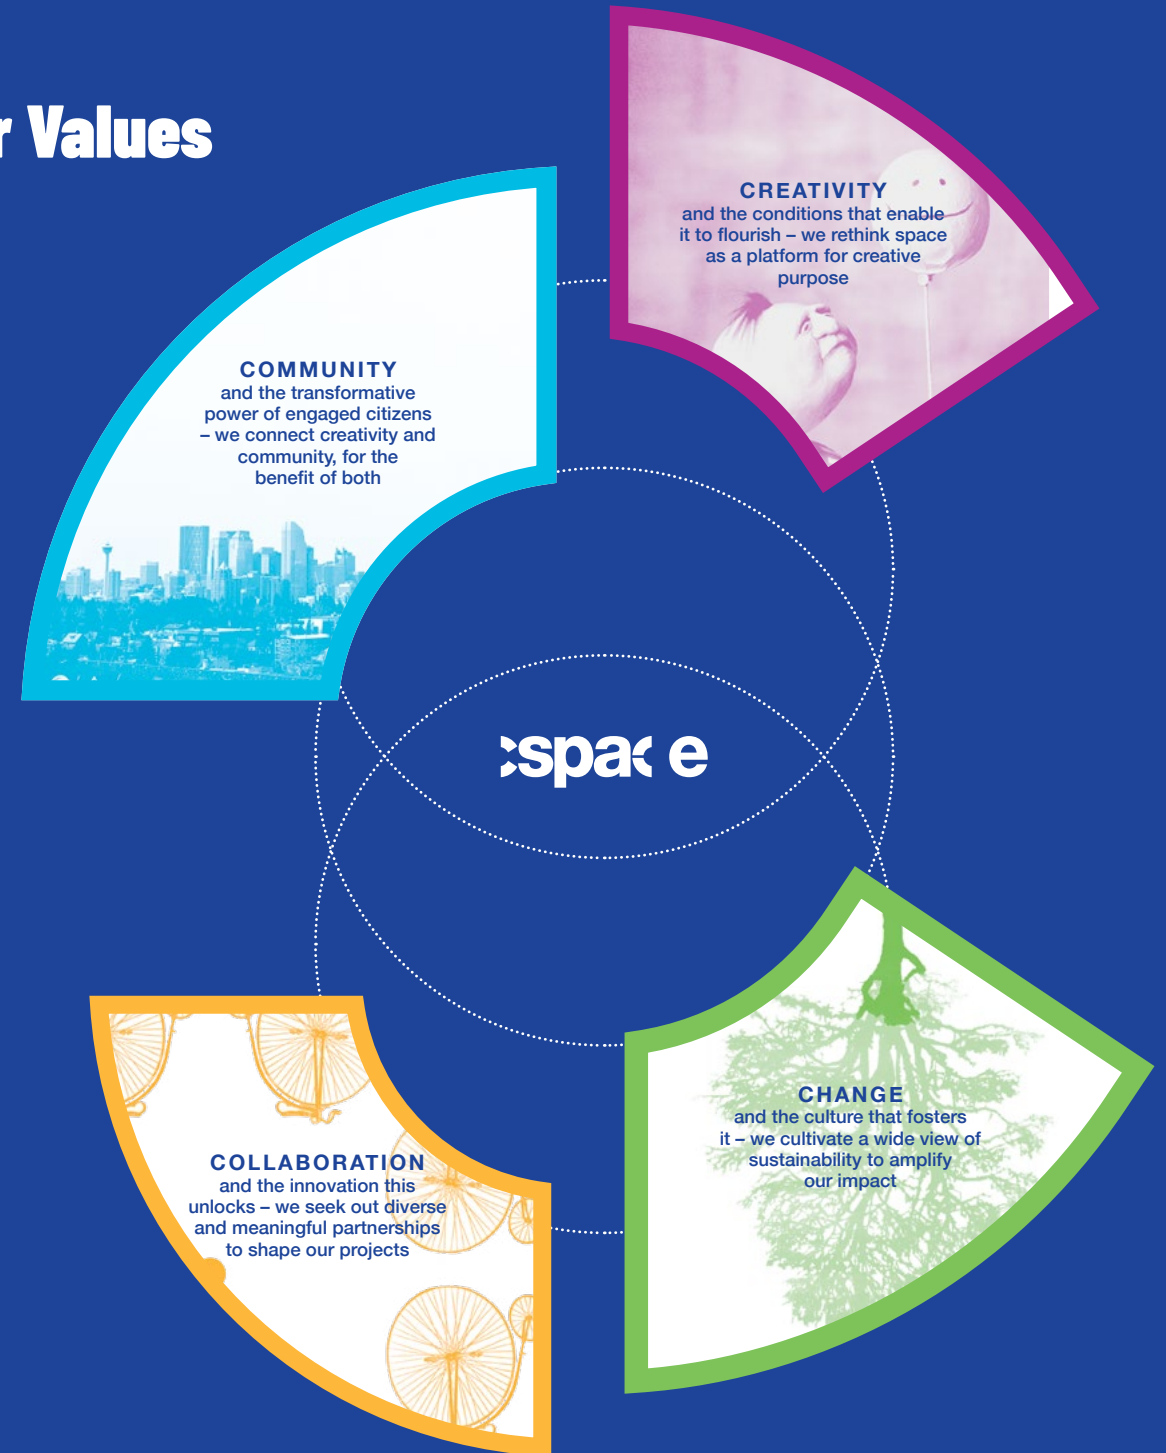 r Values
CREATIVITY
and the conditions that enable
it to flourish – we rethink space
as a platform for creative
purpose
COMMUNITY
and the transformative
power of engaged citizens
– we connect creativity and
community, for the
benefit of both
:space
CHANGE
and the culture that fosters
it – we cultivate a wide view of
sustainability to amplify
our impact
COLLABORATION
and the innovation this
unlocks – we seek out diverse
and meaningful partnerships
to shape our projects